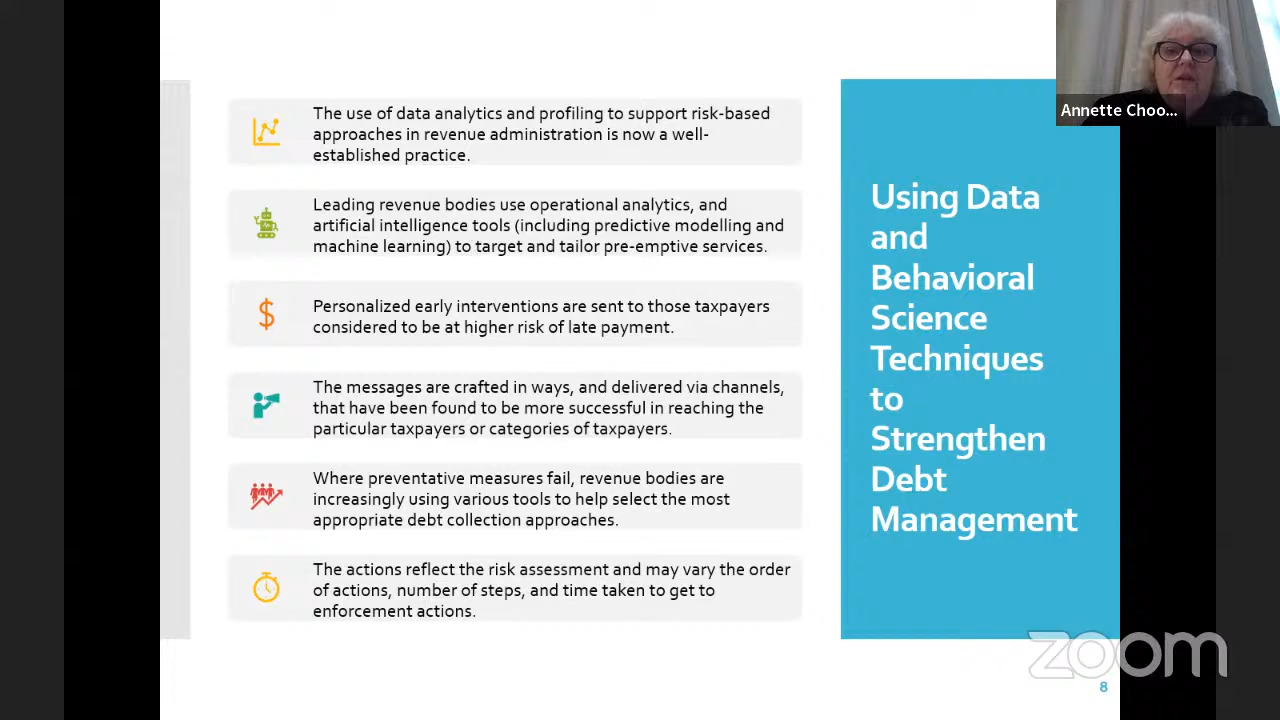 The use of data analytics and profiling to support risk-based
approaches in revenue administration is now a well-
established practice.
Leading revenue bodies use operational analytics, and
artificial intelligence tools (including predictive modelling and
machine learning) to target and tailor pre-emptive services.
Personalized early interventions are sent to those taxpayers
considered to be at higher risk of late payment.
The messages are crafted in ways, and delivered via channels,
that have been found to be more successful in reaching the
particular taxpayers or categories of taxpayers.
Where preventative measures fail, revenue bodies are
increasingly using various tools to help select the most
appropriate debt collection approaches.
The actions reflect the risk assessment and may vary the order
of actions, number of steps, and time taken to get to
enforcement actions.
Using Data
and
Behavioral
Science
Techniques
to
Strengthen
Debt
Management
Annette Choo...
zoom
8